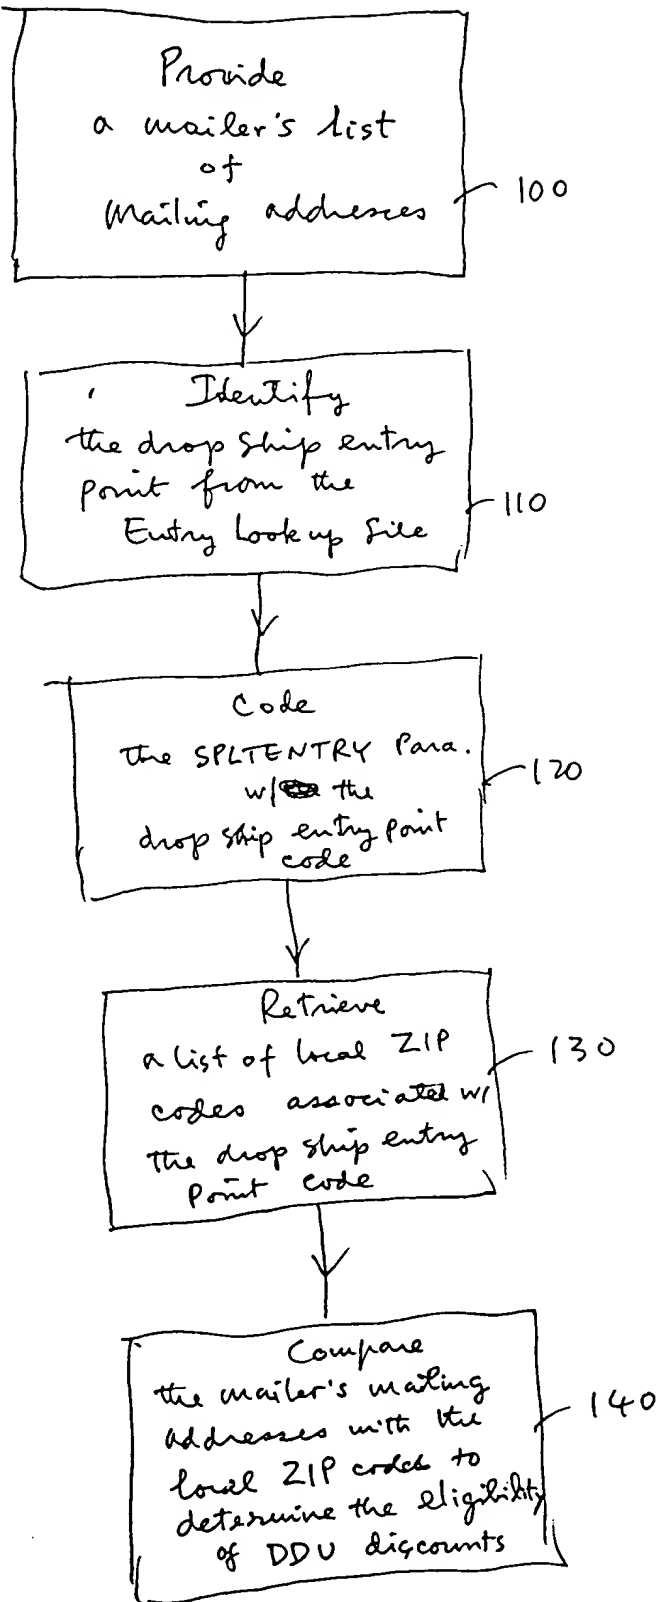 Provide
a mailer's list
of
Mailing addresses
100
Identify
the drop ship entry
point from the
Entry Lookup file
110
Code
the SPLTENTRY Para.
w/ the
drop ship entry point
code
120
Retrieve
a list of local ZIP
codes associated w/
the drop ship entry
Point code
130
Compare
the mailer's mailing
addresses with the
local ZIP codes to
determine the eligibility
of DDU discounts
140